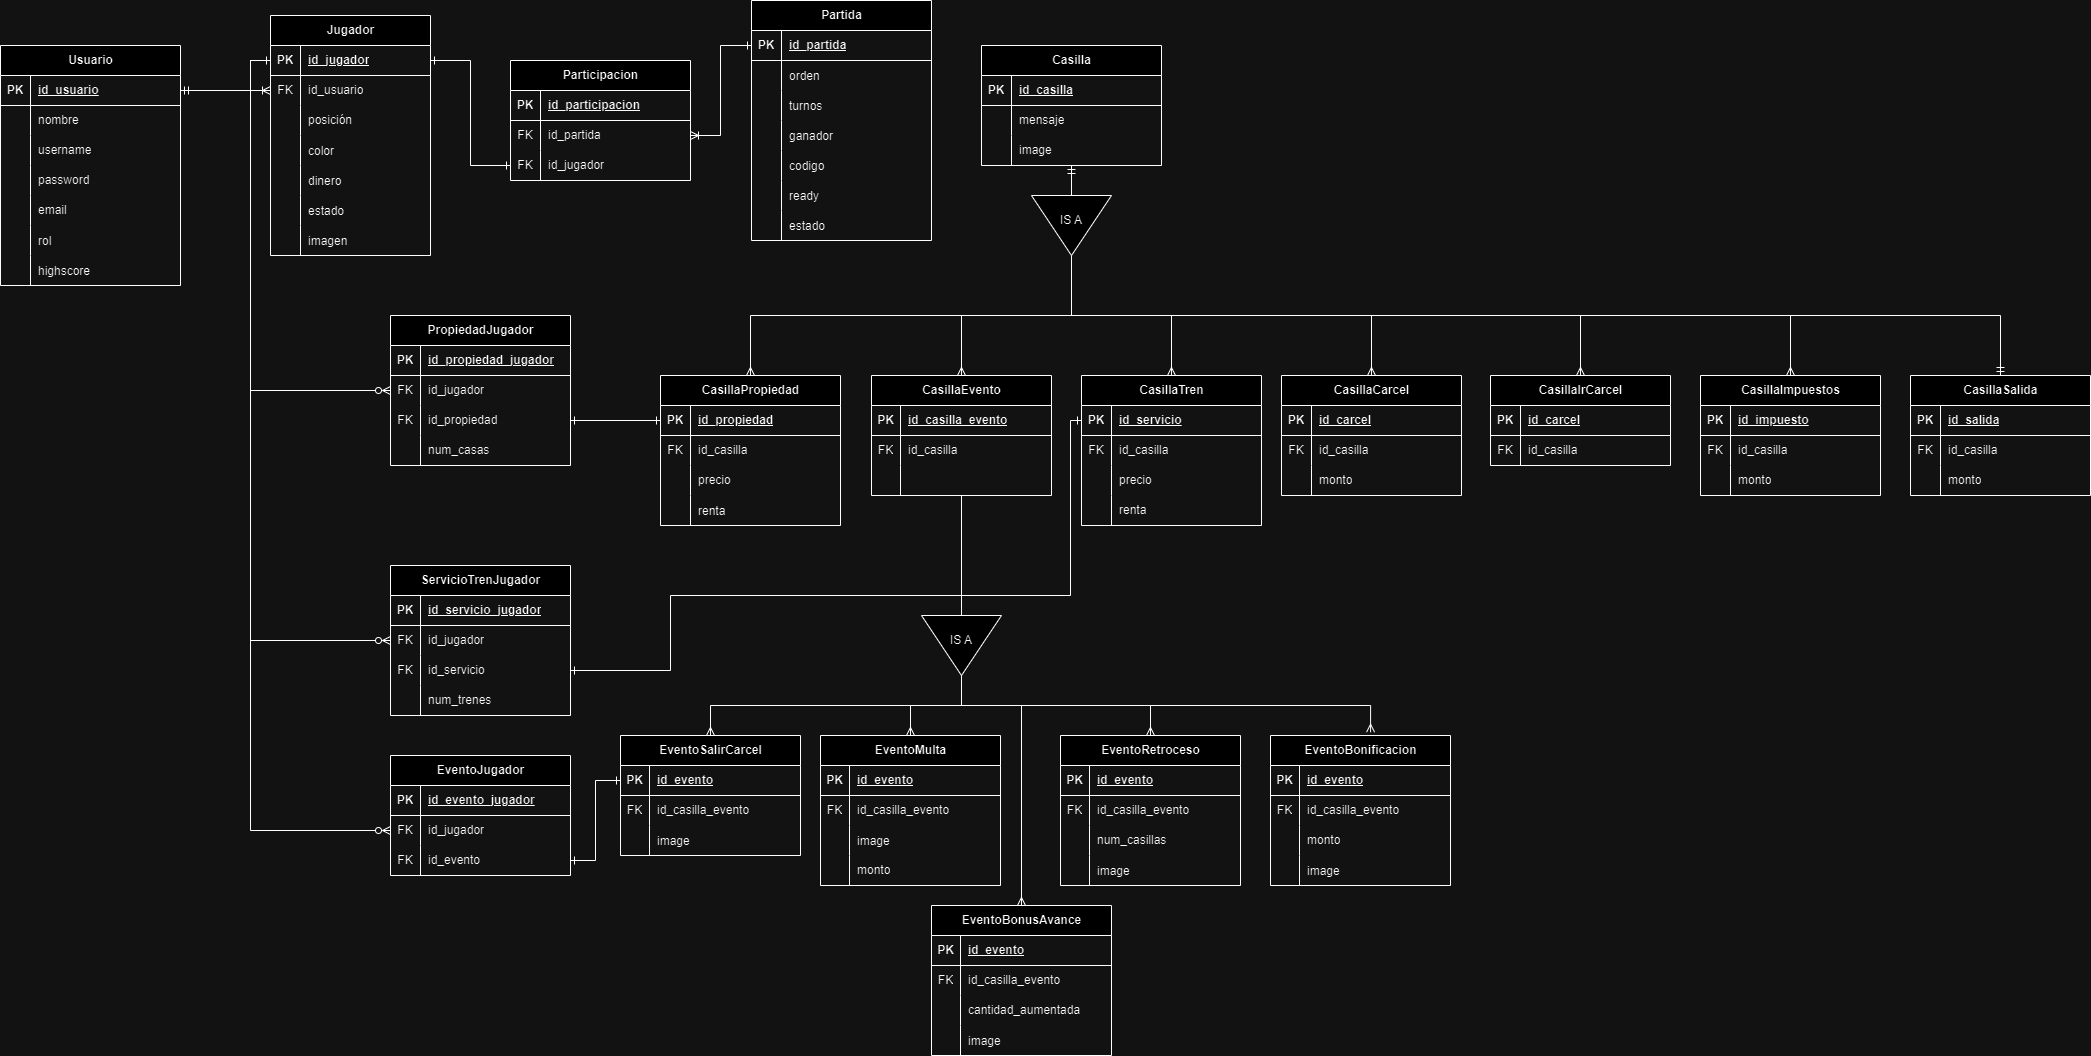 Usuario
PK id_usuario
nombre
username
password
email
rol
highscore
Jugador
PK id_jugador
FK id_usuario
posición
color
dinero
estado
imagen
Participacion
PK id_participacion
FK id_partida
FK id_jugador
Partida
PK id_partida
orden
turnos
ganador
codigo
ready
estado
Casilla
PK id_casilla
mensaje
image
IS A
PropiedadJugador
PK id_propiedad_jugador
FK id_jugador
FK id_propiedad
num_casas
CasillaPropiedad
PK id_propiedad
FK id_casilla
precio
renta
CasillaEvento
PK id_casilla_evento
FK id_casilla
CasillaTren
PK id_servicio
FK id_casilla
precio
renta
CasillaCarcel
PK id_carcel
FK id_casilla
monto
CasillaIrCarcel
PK id_carcel
FK id_casilla
CasillaImpuestos
PK id_impuesto
FK id_casilla
monto
CasillaSalida
PK id_salida
FK id_casilla
monto
ServicioTrenJugador
PK id_servicio_jugador
FK id_jugador
FK id_servicio
num_trenes
IS A
EventoJugador
PK id_evento_jugador
FK id_jugador
FK id_evento
EventoSalirCarcel
PK id_evento
FK id_casilla_evento
image
EventoMulta
PK id_evento
FK id_casilla_evento
image
monto
EventoRetroceso
PK id_evento
FK id_casilla_evento
num_casillas
image
EventoBonificacion
PK id_evento
FK id_casilla_evento
monto
image
EventoBonusAvance
PK id_evento
FK id_casilla_evento
cantidad_aumentada
image